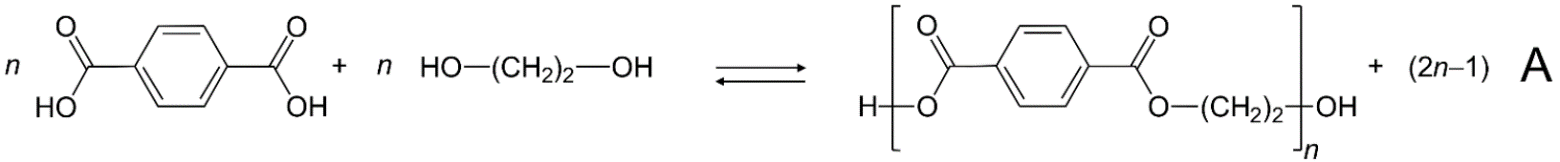 O O O O
n + n HO—(CH₂)₂—OH + (2n–1) A
HO OH H—O O—(CH₂)₂—OH
n